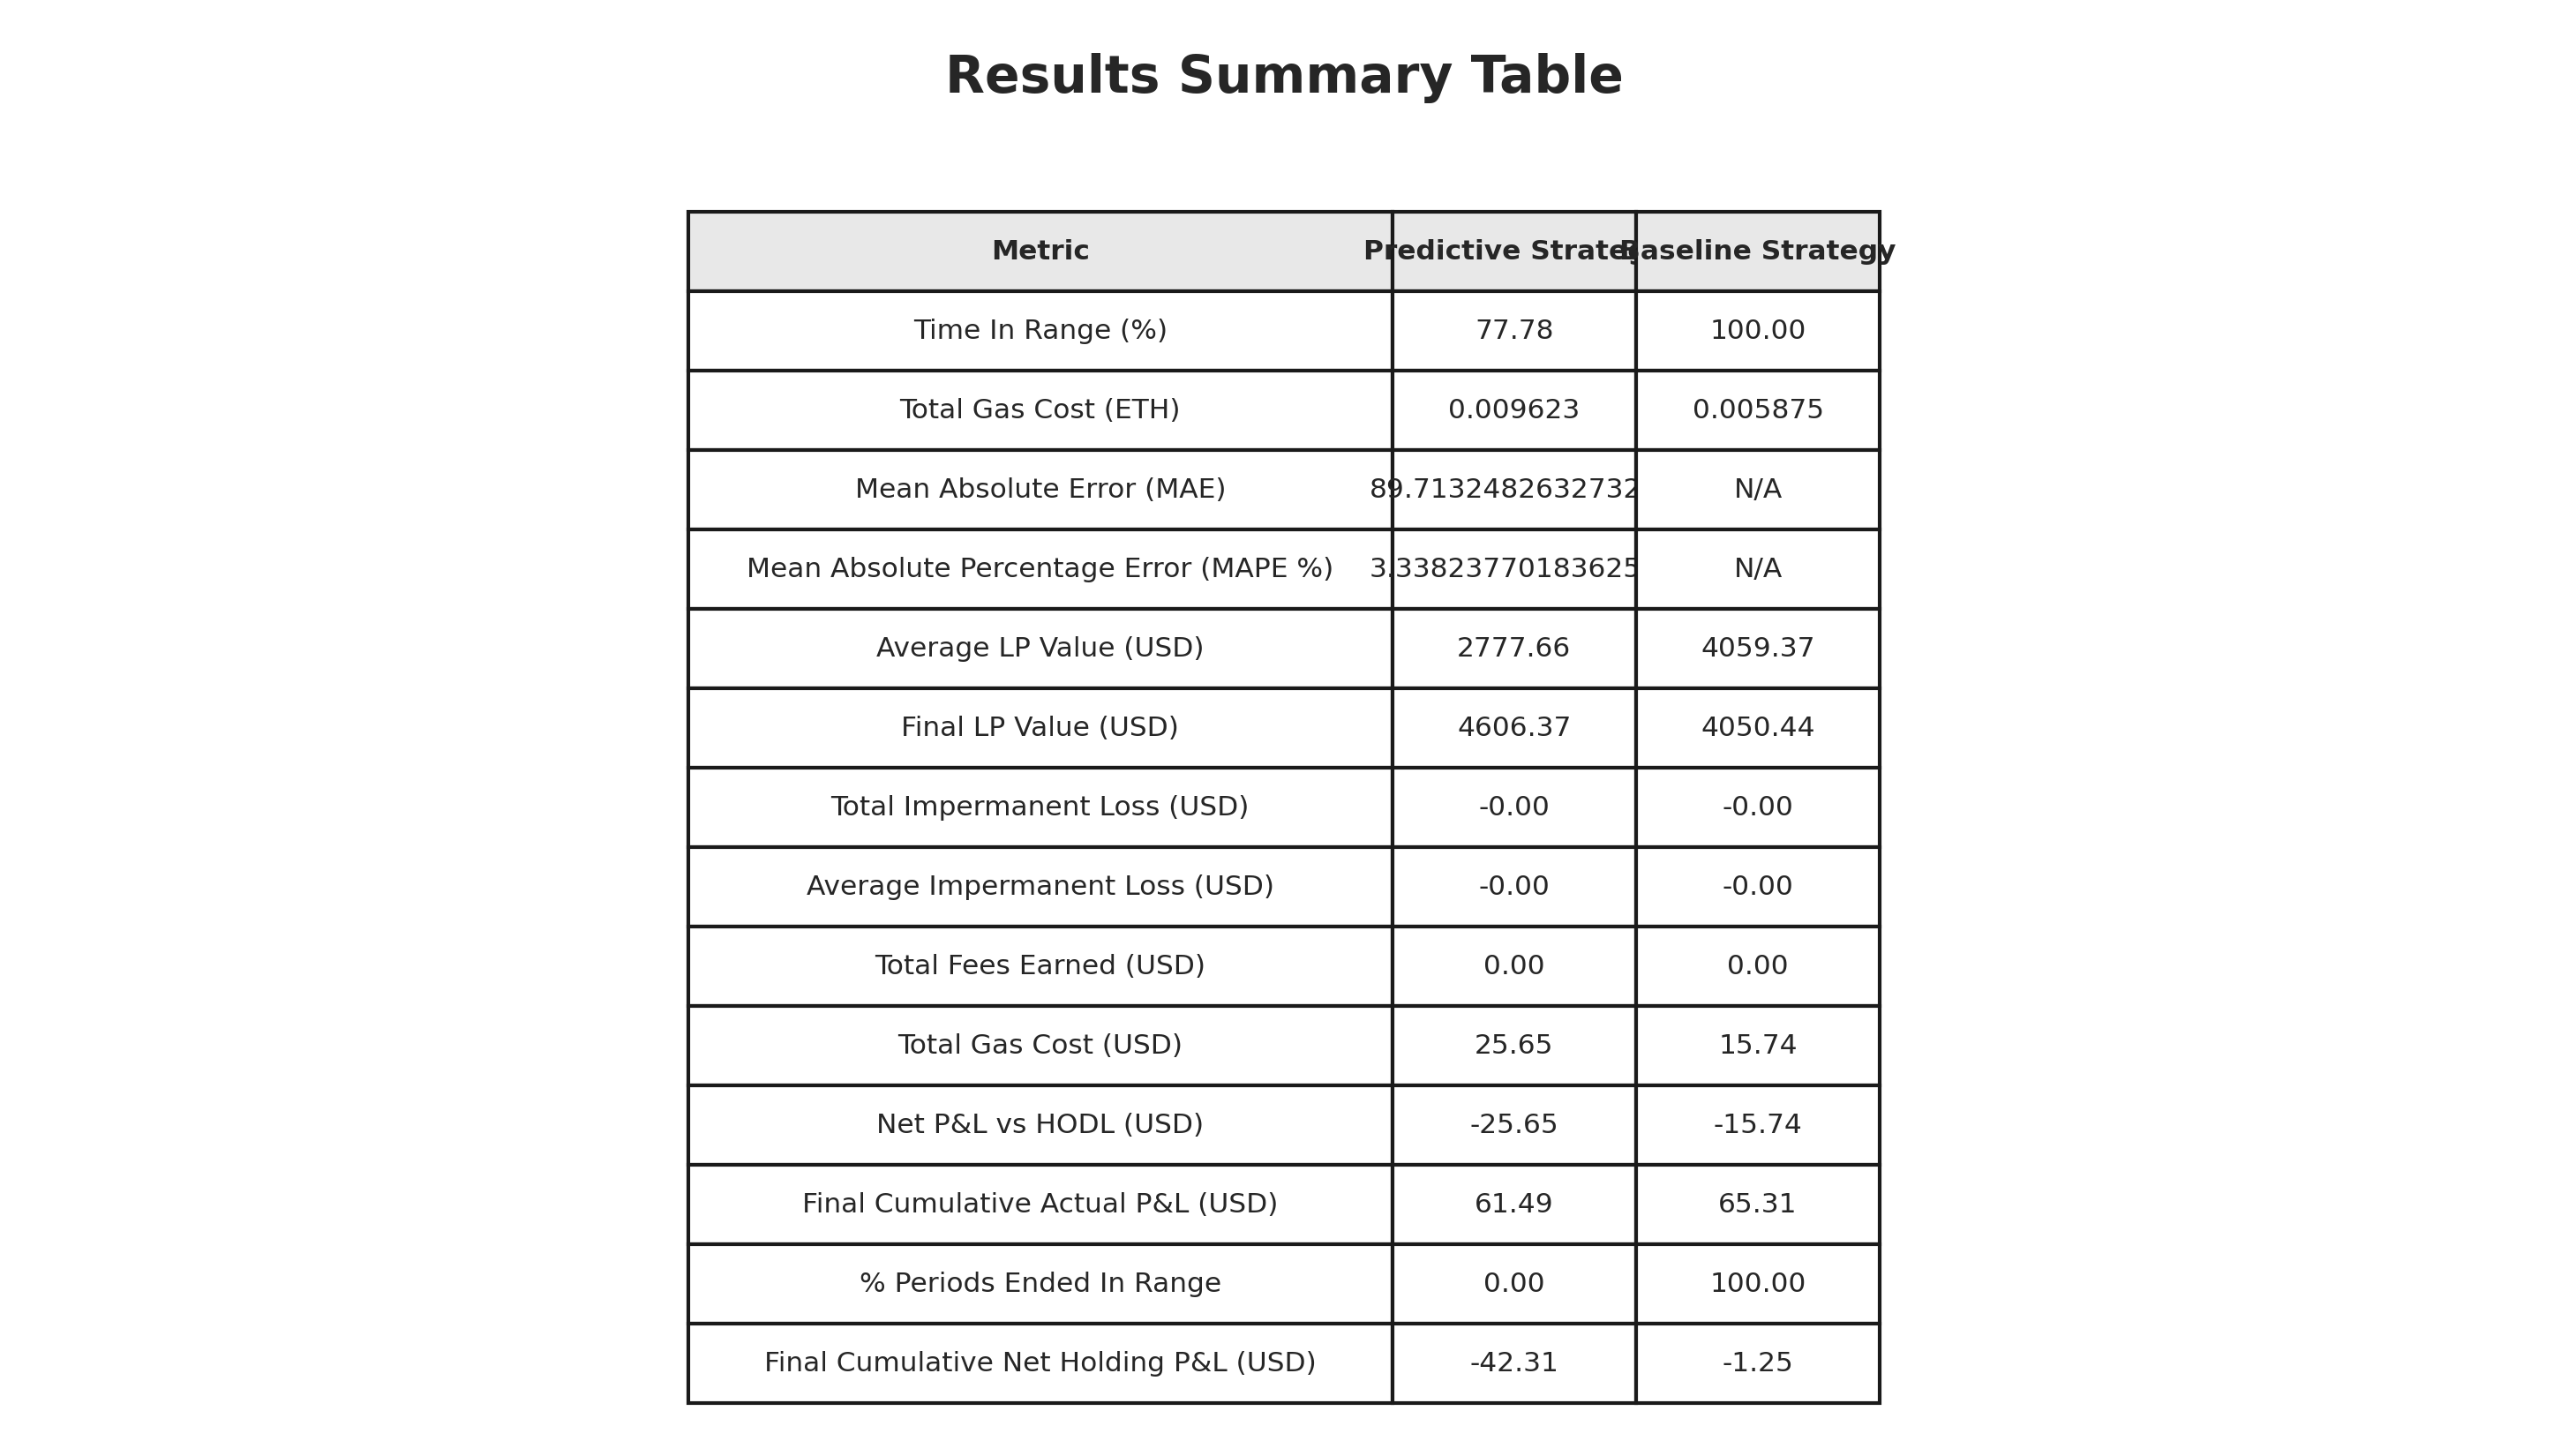 Results Summary Table
Metric Predictive Strate Baseline Strategy
Time In Range (%) 77.78 100.00
Total Gas Cost (ETH) 0.009623 0.005875
Mean Absolute Error (MAE) 89.7132482632732 N/A
Mean Absolute Percentage Error (MAPE %) 3.33823770183625 N/A
Average LP Value (USD) 2777.66 4059.37
Final LP Value (USD) 4606.37 4050.44
Total Impermanent Loss (USD) -0.00 -0.00
Average Impermanent Loss (USD) -0.00 -0.00
Total Fees Earned (USD) 0.00 0.00
Total Gas Cost (USD) 25.65 15.74
Net P&L vs HODL (USD) -25.65 -15.74
Final Cumulative Actual P&L (USD) 61.49 65.31
% Periods Ended In Range 0.00 100.00
Final Cumulative Net Holding P&L (USD) -42.31 -1.25